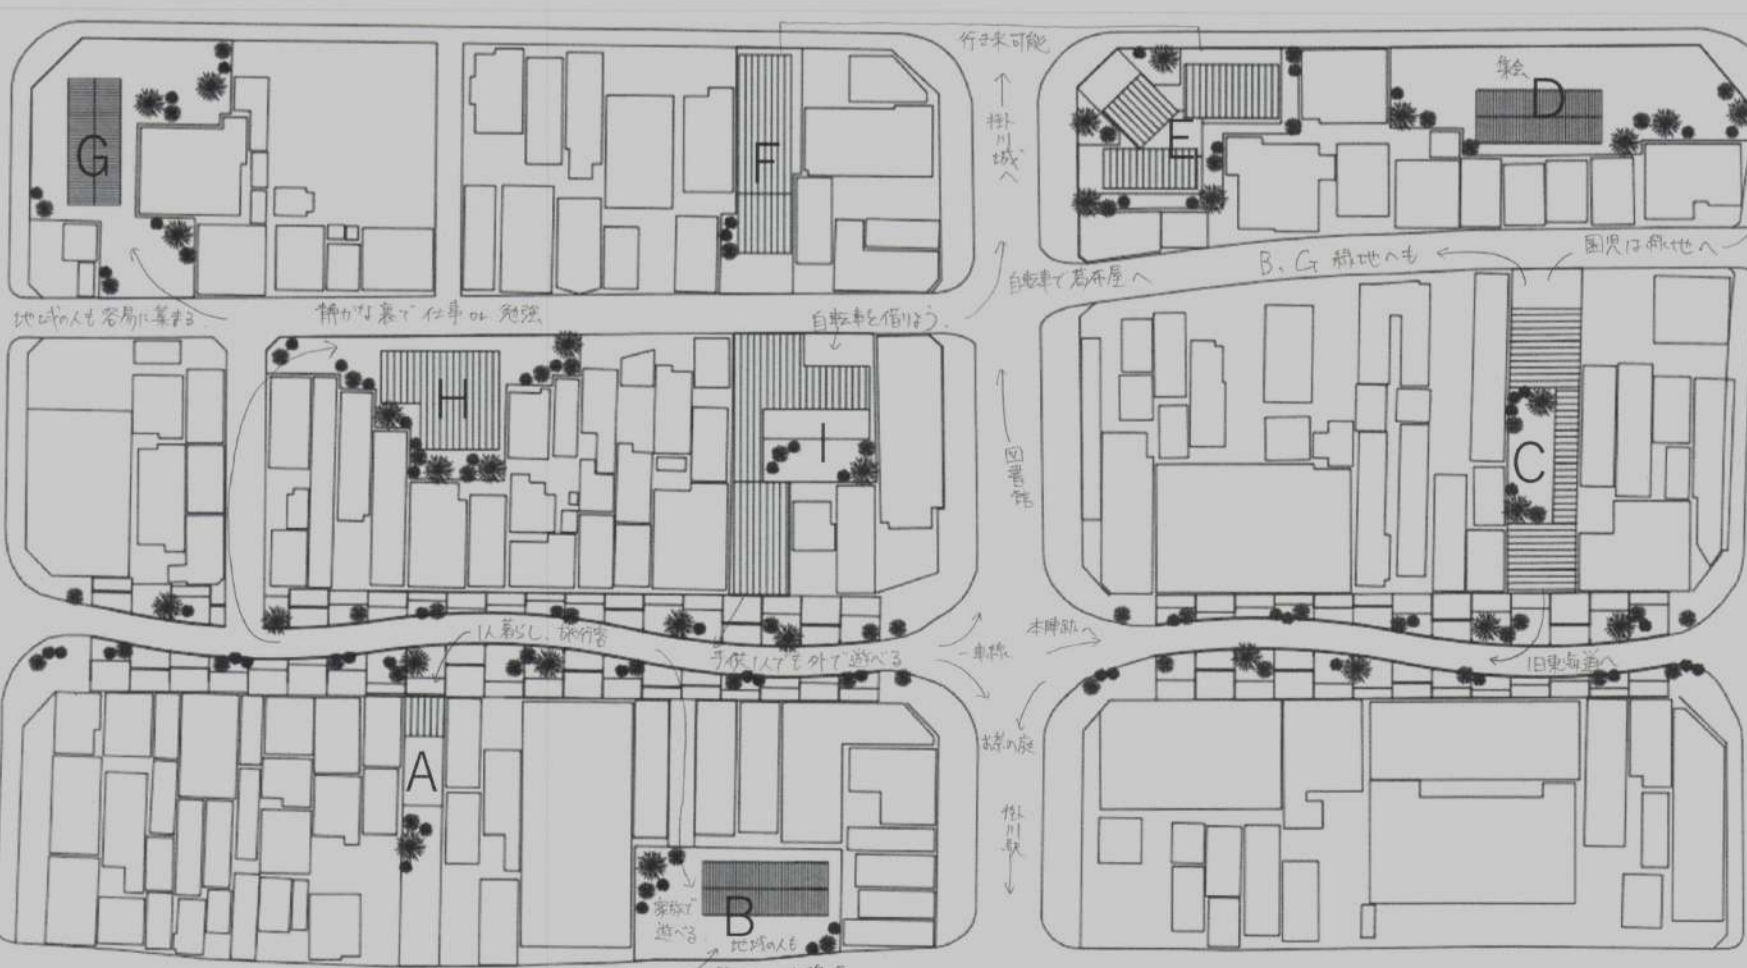 行き来可能
集会
D
G
F
E
掛川城へ
園児は緑地へ
B、G 緑地へも
自転車で葛布屋へ
地域の人も容易に集まる
静かな裏で仕事or勉強
自転車を借りよう
H
I
C
図書館
1人暮らし、旅行客
本陣跡へ
一車線
子供1人でも外で遊べる
旧東海道へ
お茶の庭
A
掛川駅
家族で
遊べる
B
地域の人も